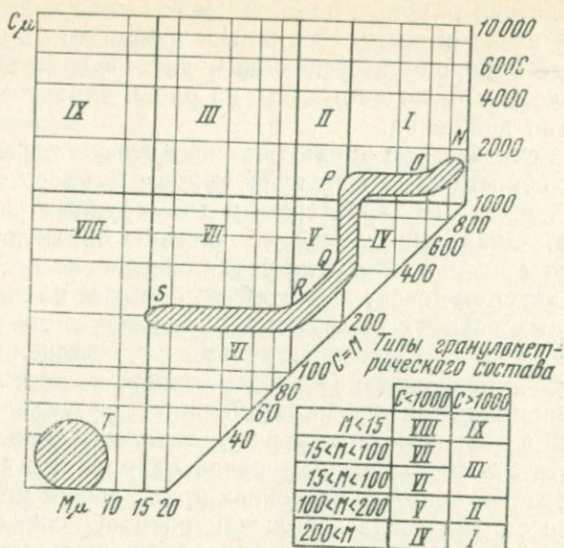 Cμ
10 000
6000
4000
IX III II I
N
2000
P O
1000
800
VIII VII V IV
600
Q
400
S R
200
VI
C=M
100
80
60
40
T
Mμ 10 15 20
Типы грануломет-
рического состава
C<1000 C>1000
M<15 VIII IX
15<M<100 VII
III
15<M<100 VI
100<M<200 V II
200<M IV I